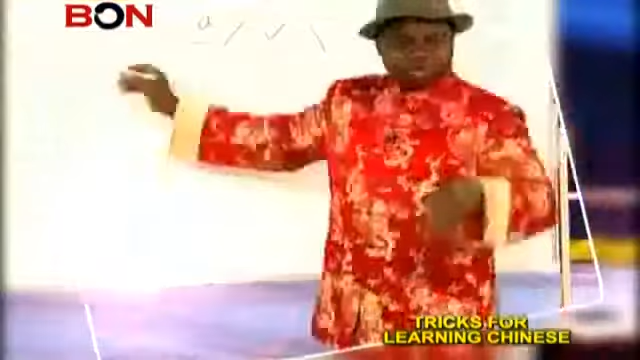 BON
a / ✓ \
TRICKS FOR
LEARNING CHINESE